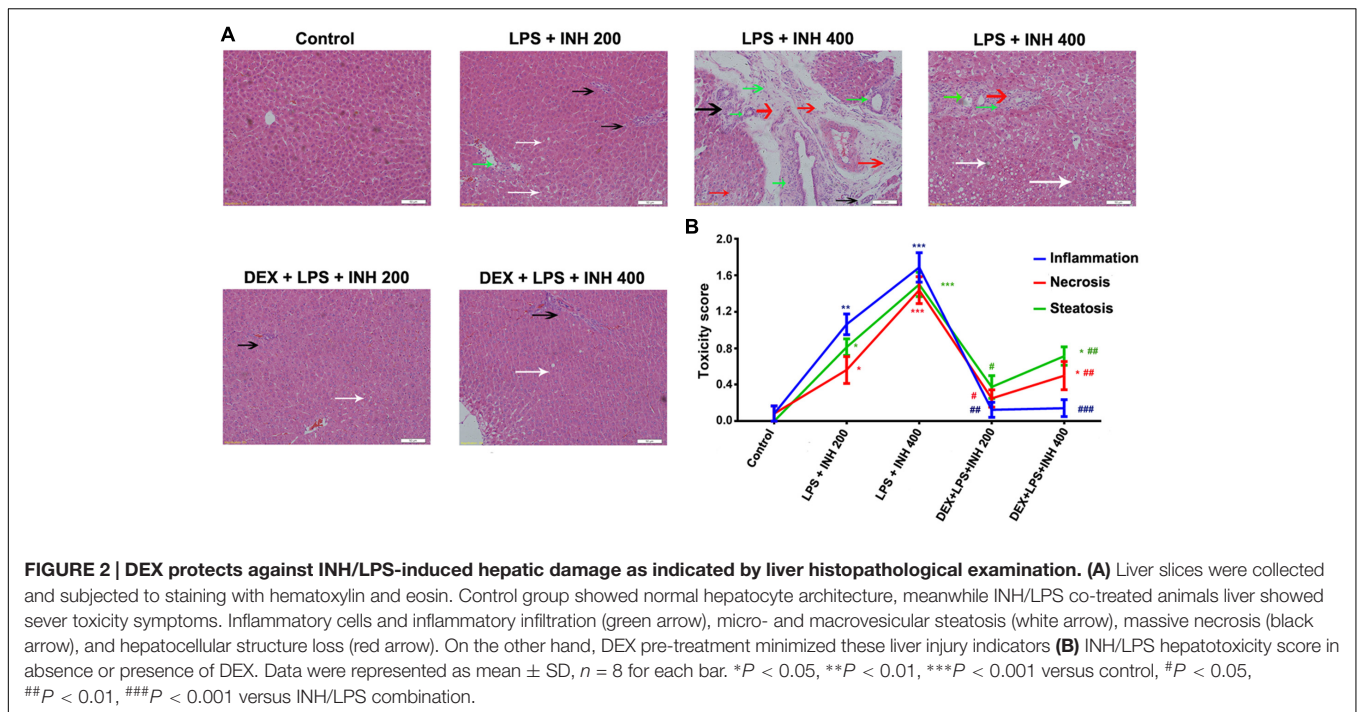 A
Control
LPS + INH 200
LPS + INH 400
LPS + INH 400
DEX + LPS + INH 200
DEX + LPS + INH 400
B
2.0
1.6
1.2
0.8
0.4
0.0
Toxicity score
Inflammation
Necrosis
Steatosis
**
*
*
***
***
***
#
#
##
* ##
* ##
###
Control
LPS + INH 200
LPS + INH 400
DEX+LPS+INH 200
DEX+LPS+INH 400
FIGURE 2 | DEX protects against INH/LPS-induced hepatic damage as indicated by liver histopathological examination. (A) Liver slices were collected
and subjected to staining with hematoxylin and eosin. Control group showed normal hepatocyte architecture, meanwhile INH/LPS co-treated animals liver showed
sever toxicity symptoms. Inflammatory cells and inflammatory infiltration (green arrow), micro- and macrovesicular steatosis (white arrow), massive necrosis (black
arrow), and hepatocellular structure loss (red arrow). On the other hand, DEX pre-treatment minimized these liver injury indicators (B) INH/LPS hepatotoxicity score in
absence or presence of DEX. Data were represented as mean ± SD, n = 8 for each bar. *P < 0.05, **P < 0.01, ***P < 0.001 versus control, #P < 0.05,
##P < 0.01, ###P < 0.001 versus INH/LPS combination.